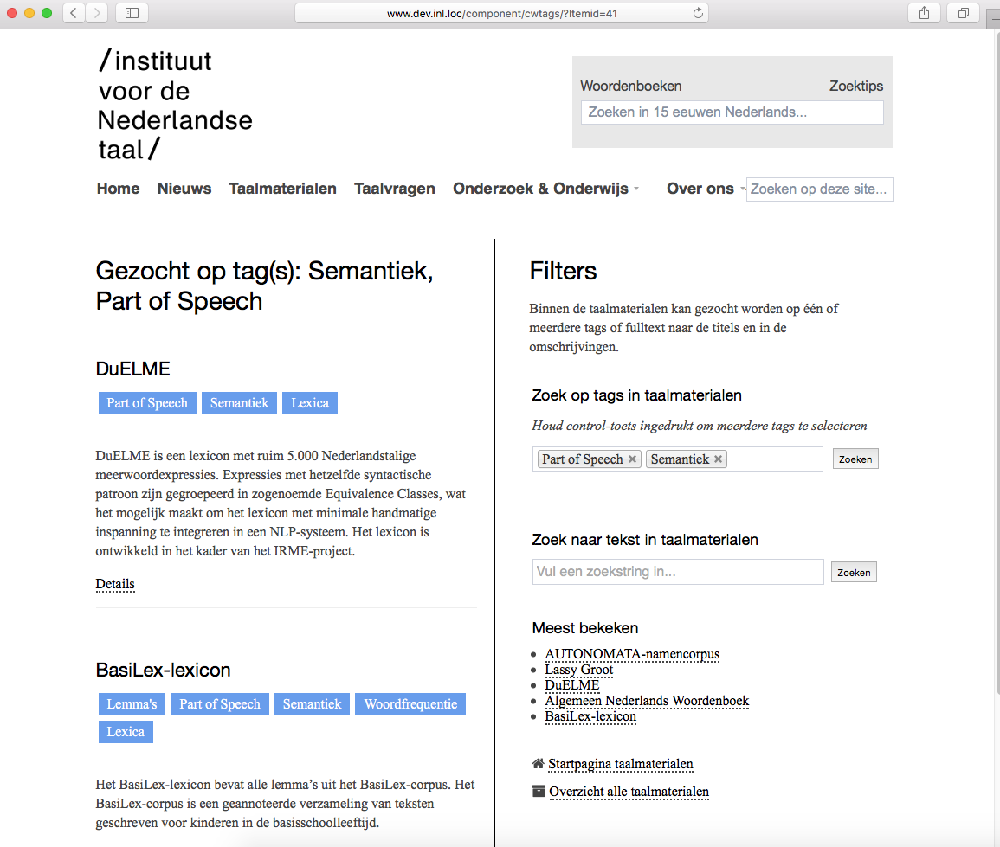 www.dev.inl.loc/component/cwtags/?Itemid=41
/instituut
voor de
Nederlandse
taal/
Woordenboeken
Zoektips
Zoeken in 15 eeuwen Nederlands...
Home
Nieuws
Taalmaterialen
Taalvragen
Onderzoek & Onderwijs
Over ons
Zoeken op deze site...
Gezocht op tag(s): Semantiek,
Part of Speech
DuELME
Part of Speech
Semantiek
Lexica
DuELME is een lexicon met ruim 5.000 Nederlandstalige
meerwoordexpressies. Expressies met hetzelfde syntactische
patroon zijn gegroepeerd in zogenoemde Equivalence Classes, wat
het mogelijk maakt om het lexicon met minimale handmatige
inspanning te integreren in een NLP-systeem. Het lexicon is
ontwikkeld in het kader van het IRME-project.
Details
BasiLex-lexicon
Lemma's
Part of Speech
Semantiek
Woordfrequentie
Lexica
Het BasiLex-lexicon bevat alle lemma’s uit het BasiLex-corpus. Het
BasiLex-corpus is een geannoteerde verzameling van teksten
geschreven voor kinderen in de basisschoolleeftijd.
Filters
Binnen de taalmaterialen kan gezocht worden op één of
meerdere tags of fulltext naar de titels en in de
omschrijvingen.
Zoek op tags in taalmaterialen
Houd control-toets ingedrukt om meerdere tags te selecteren
Part of Speech ×
Semantiek ×
Zoeken
Zoek naar tekst in taalmaterialen
Vul een zoekstring in...
Zoeken
Meest bekeken
AUTONOMATA-namencorpus
Lassy Groot
DuELME
Algemeen Nederlands Woordenboek
BasiLex-lexicon
Startpagina taalmaterialen
Overzicht alle taalmaterialen